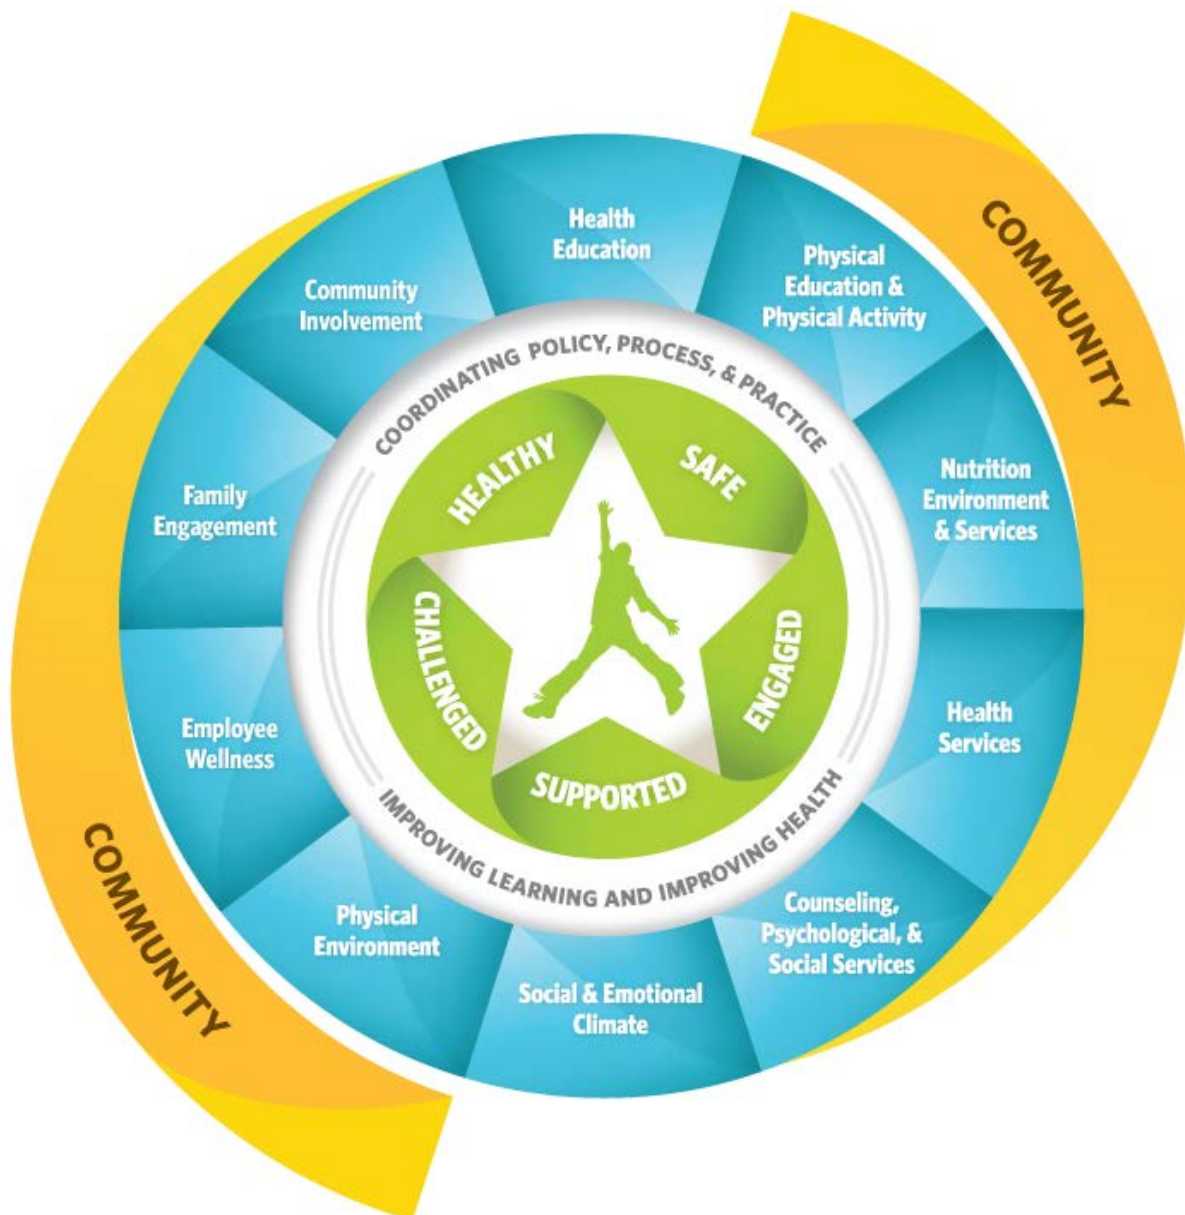 COMMUNITY
Health
Education
Physical
Education &
Physical Activity
Nutrition
Environment
& Services
Health
Services
Counseling,
Psychological, &
Social Services
Social & Emotional
Climate
Physical
Environment
Employee
Wellness
Family
Engagement
Community
Involvement
COORDINATING POLICY, PROCESS, & PRACTICE
IMPROVING LEARNING AND IMPROVING HEALTH
HEALTHY
SAFE
ENGAGED
SUPPORTED
CHALLENGED
COMMUNITY